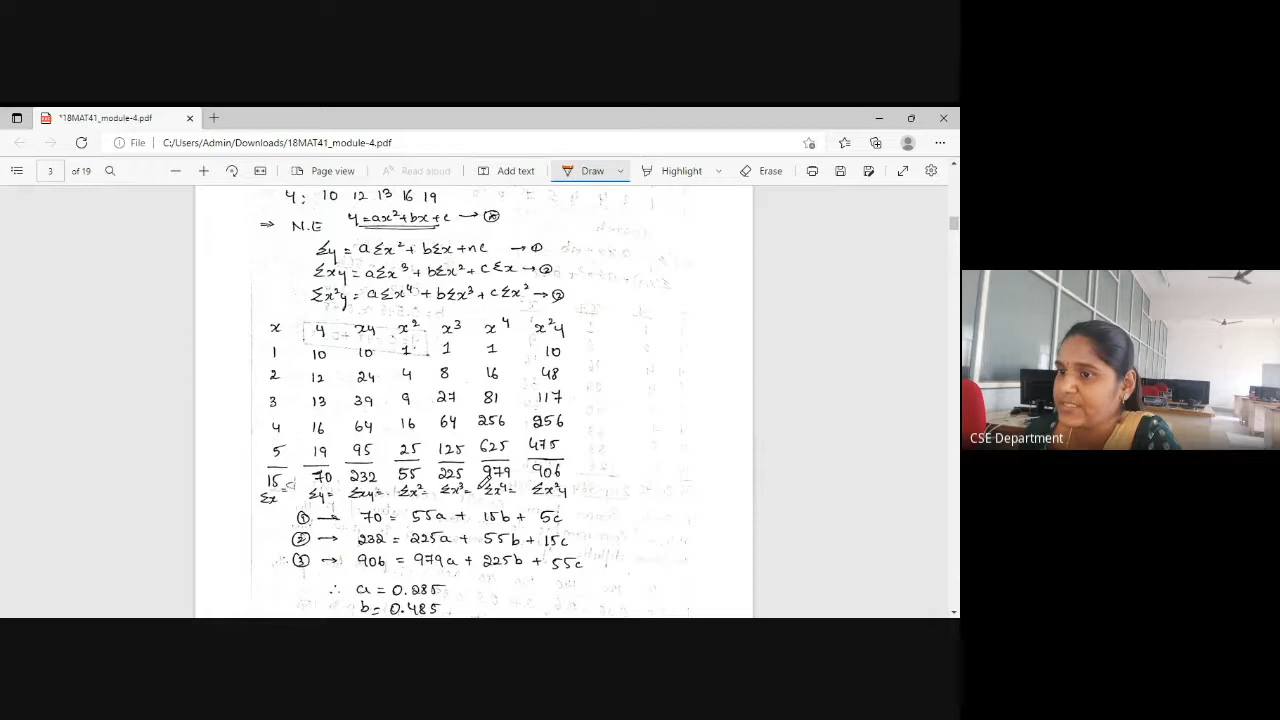 *18MAT41_module-4.pdf
File C:/Users/Admin/Downloads/18MAT41_module-4.pdf
3 of 19 Page view Read aloud Add text Draw Highlight Erase
y: 10 12 13 16 19
⇒ N.E y=ax²+bx+c →
Σy = aΣx² + bΣx + nc →①
Σxy = aΣx³ + bΣx² + cΣx →②
Σx²y = aΣx⁴ + bΣx³ + cΣx² →③
x y xy x² x³ x⁴ x²y
1 10 10 1 1 1 10
2 12 24 4 8 16 48
3 13 39 9 27 81 117
4 16 64 16 64 256 256
5 19 95 25 125 625 475
15 70 232 55 225 979 906
Σx= Σy= Σxy= Σx²= Σx³= Σx⁴= Σx²y
① → 70 = 55a + 15b + 5c
② → 232 = 225a + 55b + 15c
③ → 906 = 979a + 225b + 55c
∴ a = 0.285
b = 0.485
CSE Department